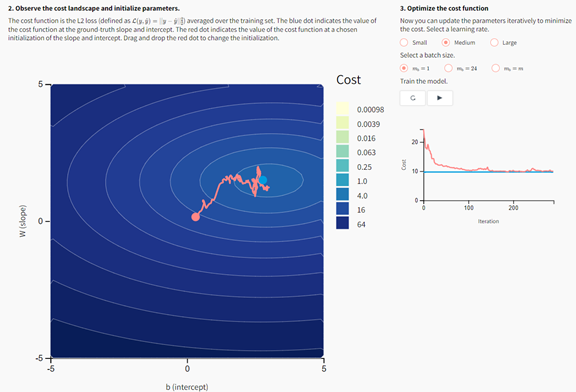 2. Observe the cost landscape and initialize parameters.
The cost function is the L2 loss (defined as ℒ(y, ŷ) = ||y − ŷ||²₂) averaged over the training set. The blue dot indicates the value of
the cost function at the ground truth slope and intercept. The red dot indicates the value of the cost function at a chosen
initialization of the slope and intercept. Drag and drop the red dot to change the initialization.
5
0
-5
-5
0
5
W (slope)
b (intercept)
Cost
0.00098
0.0039
0.016
0.063
0.25
1.0
4.0
16
64
3. Optimize the cost function
Now you can update the parameters iteratively to minimize
the cost. Select a learning rate.
Small Medium Large
Select a batch size.
mb = 1 mb = 24 mb = m
Train the model.
20
10
0
Cost
0 100 200
Iteration